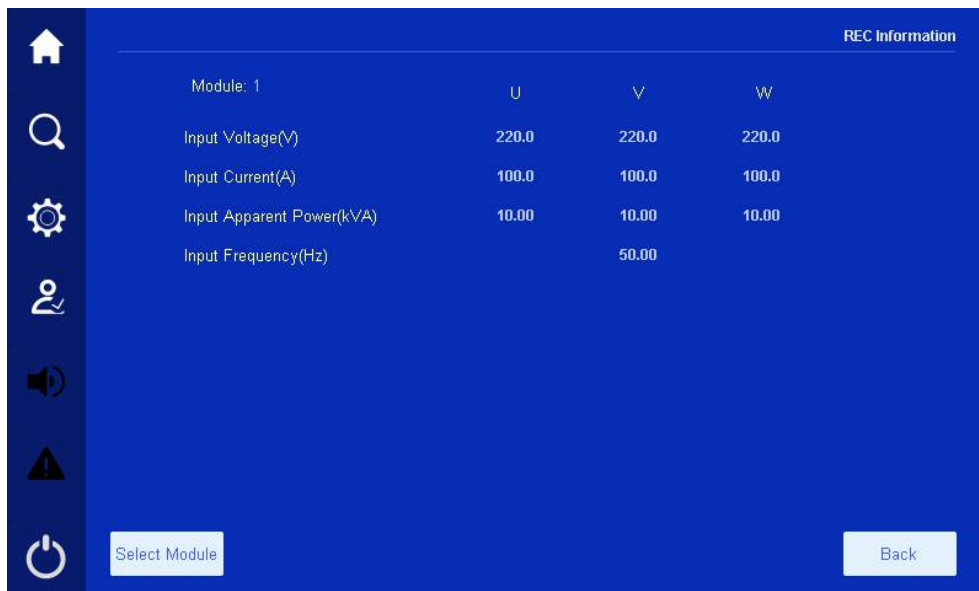 REC Information
Module: 1 U V W
Input Voltage(V) 220.0 220.0 220.0
Input Current(A) 100.0 100.0 100.0
Input Apparent Power(kVA) 10.00 10.00 10.00
Input Frequency(Hz) 50.00
Select Module Back